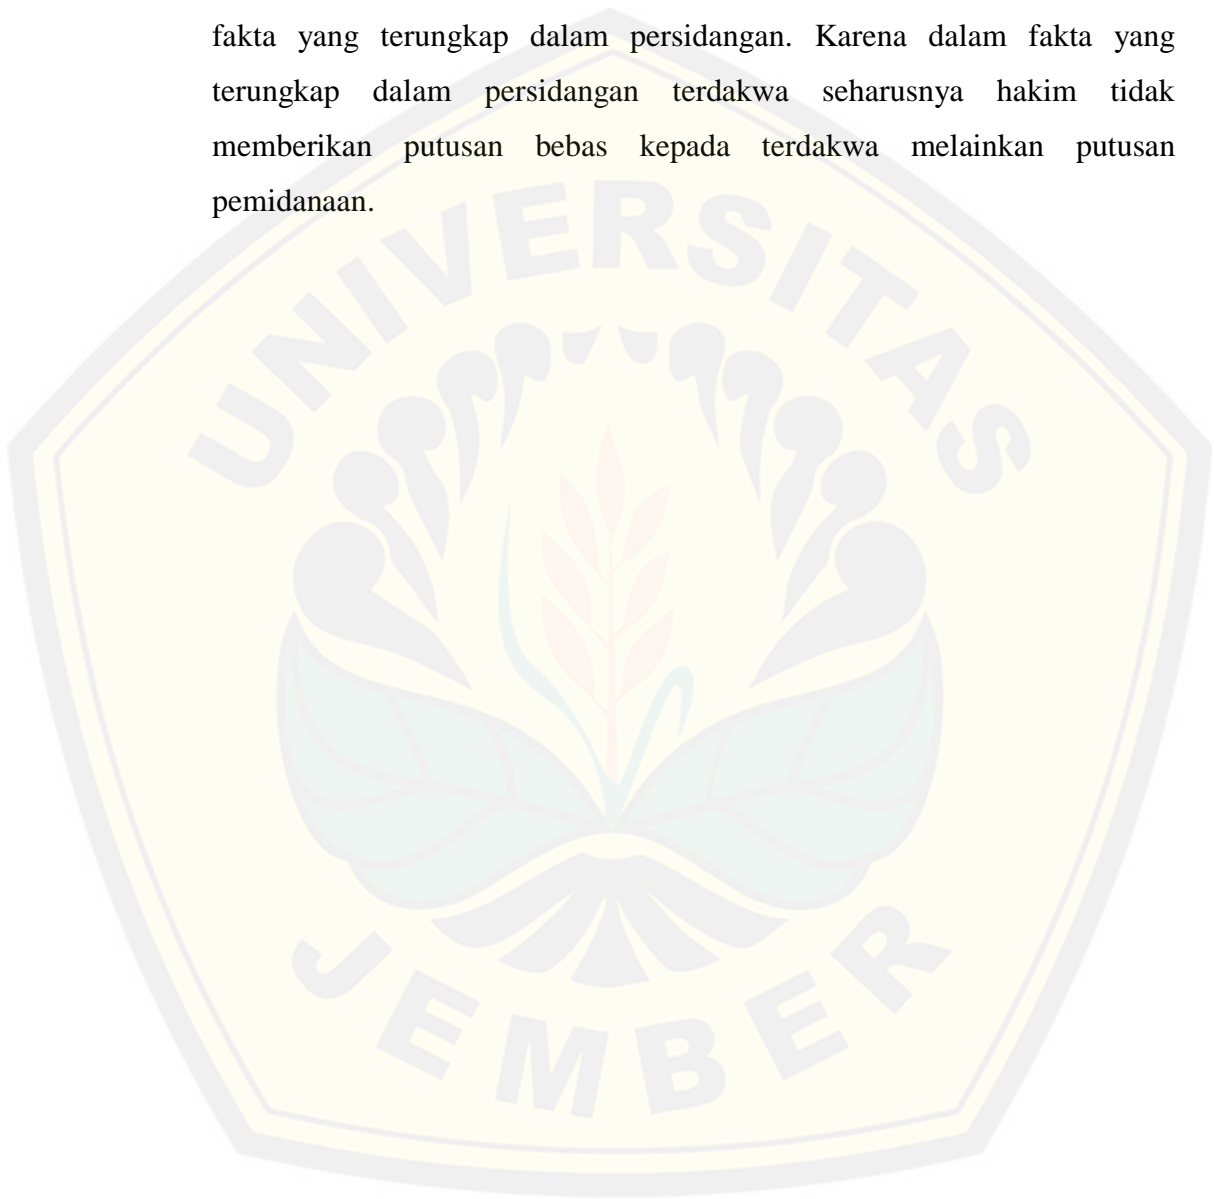 fakta yang terungkap dalam persidangan. Karena dalam fakta yang
terungkap dalam persidangan terdakwa seharusnya hakim tidak
memberikan putusan bebas kepada terdakwa melainkan putusan
pemidanaan.
UNIVERSITAS
JEMBER